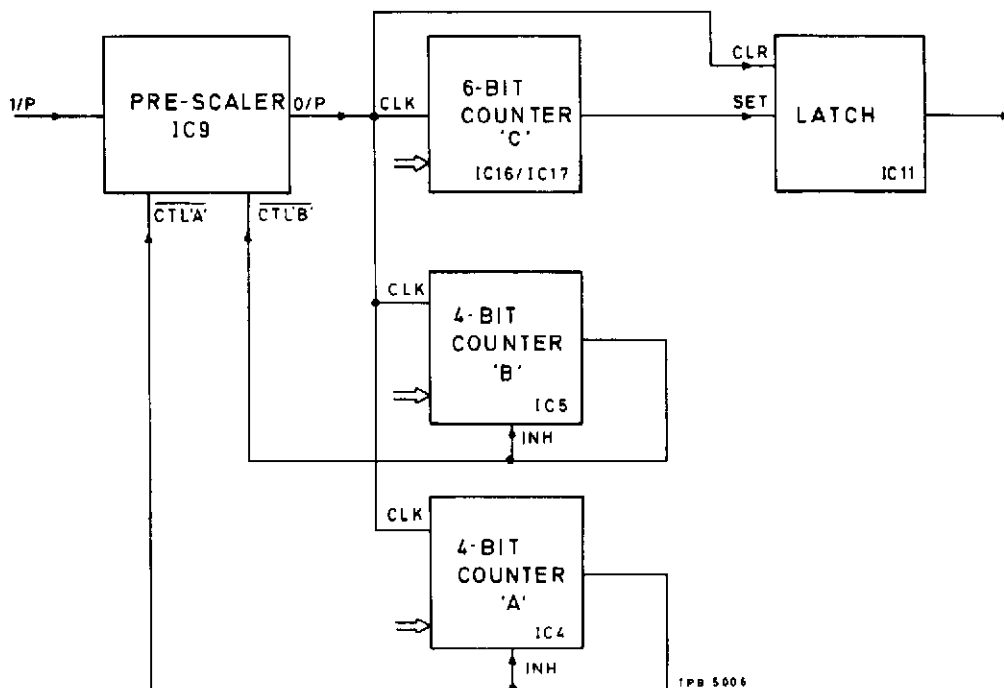 I/P
PRE-SCALER
IC9
O/P
CLK
6-BIT
COUNTER
'C'
IC16/IC17
CLR
SET
LATCH
IC11
CTL'A'
CTL'B'
CLK
4-BIT
COUNTER
'B'
IC5
INH
CLK
4-BIT
COUNTER
'A'
IC4
INH
TPB 5006